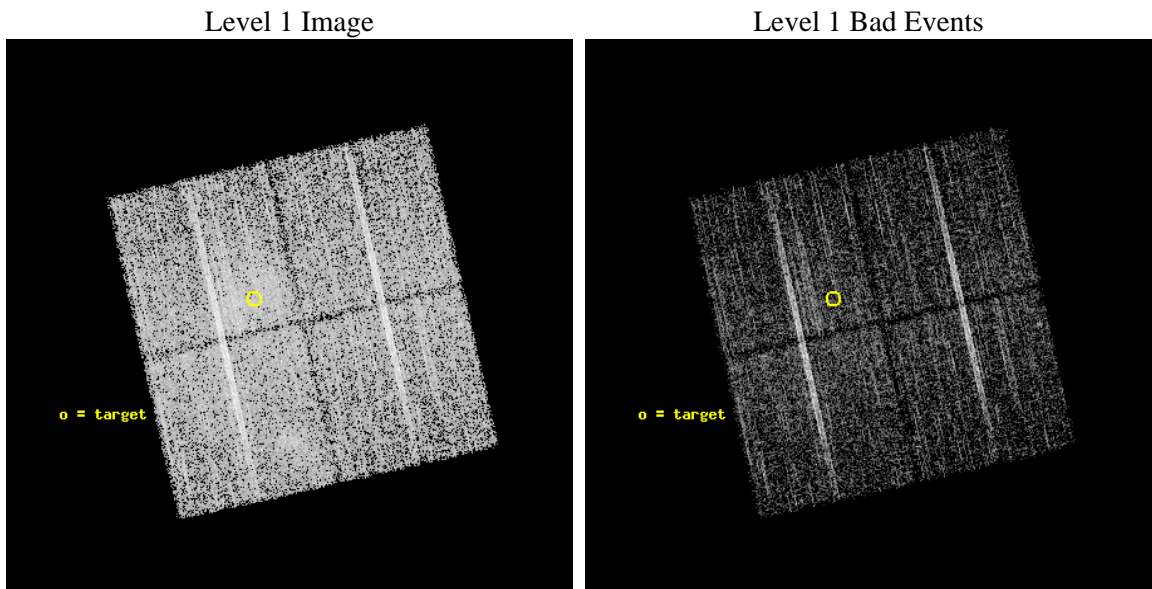 Level 1 Image
Level 1 Bad Events
o = target
o = target